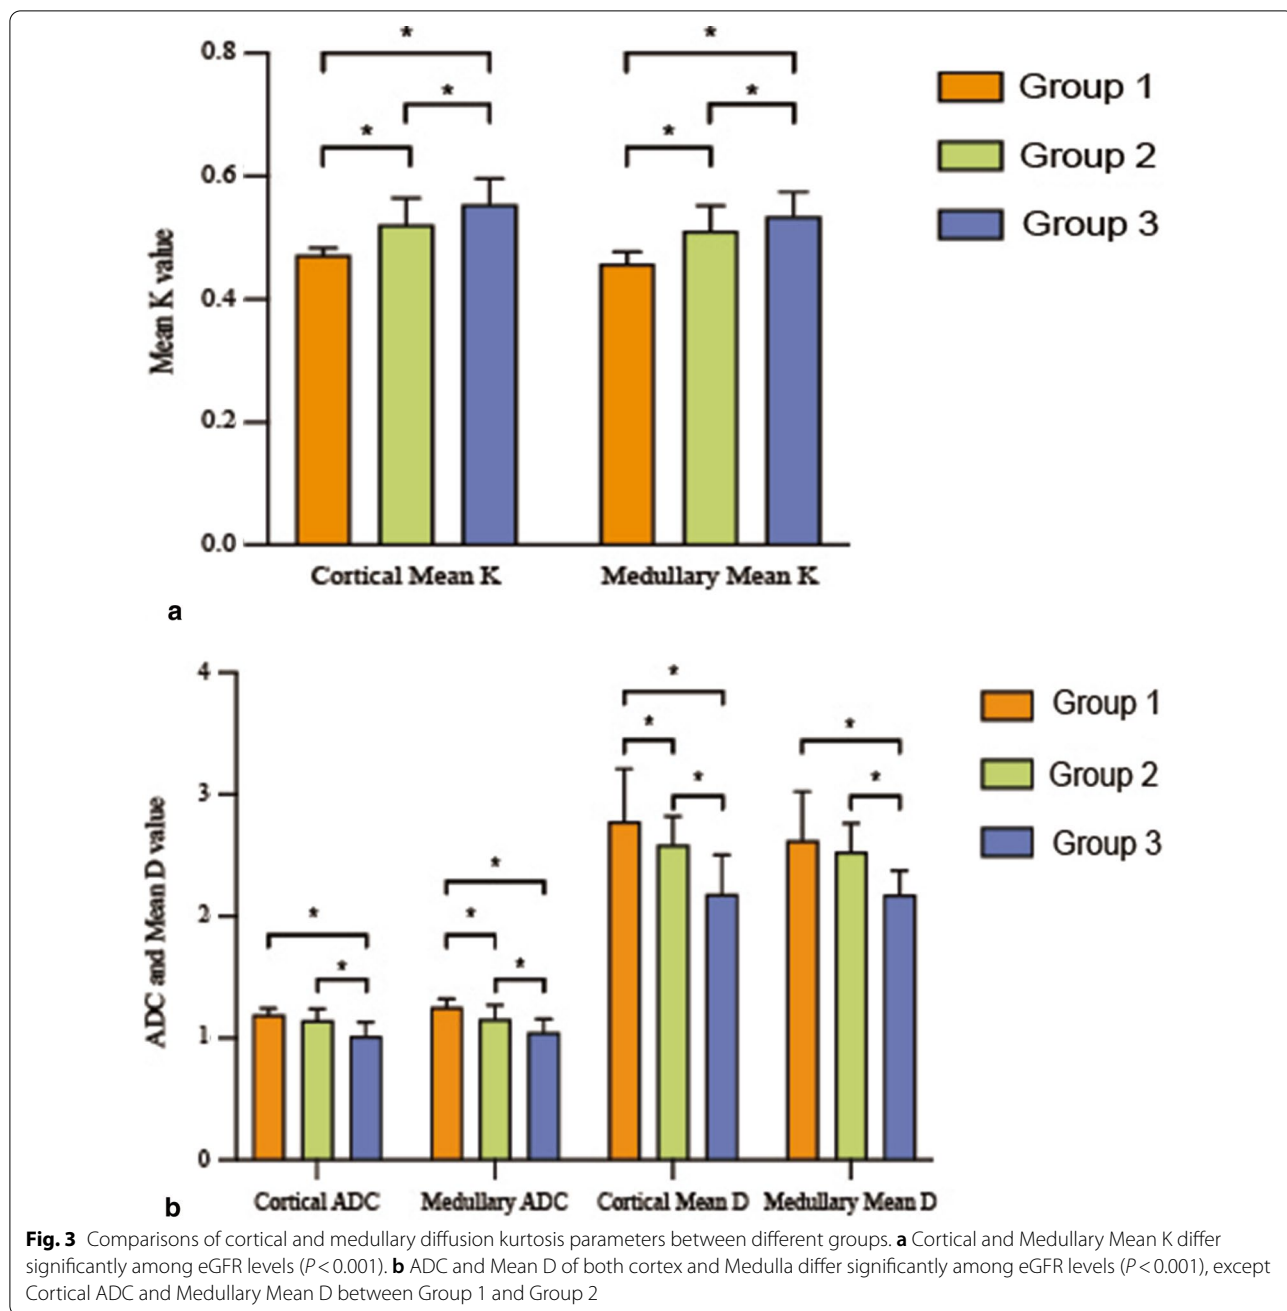 *
*
0.8
*
*
Group 1
*
*
Group 2
0.6
Group 3
Mean K value
0.4
0.2
0.0
Cortical Mean K
Medullary Mean K
a
4
*
Group 1
*
*
*
*
Group 2
3
Group 3
ADC and Mean D value
*
2
*
*
*
*
1
0
Cortical ADC
Medullary ADC
Cortical Mean D
Medullary Mean D
b
Fig. 3 Comparisons of cortical and medullary diffusion kurtosis parameters between different groups. a Cortical and Medullary Mean K differ
significantly among eGFR levels (P < 0.001). b ADC and Mean D of both cortex and Medulla differ significantly among eGFR levels (P < 0.001), except
Cortical ADC and Medullary Mean D between Group 1 and Group 2